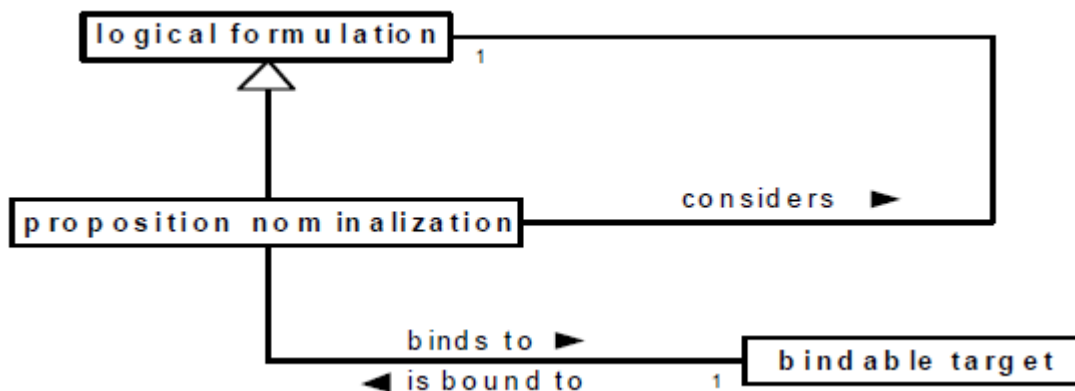 logical formulation
1
considers ►
proposition nominalization
binds to ►
bindable target
◄ is bound to
1